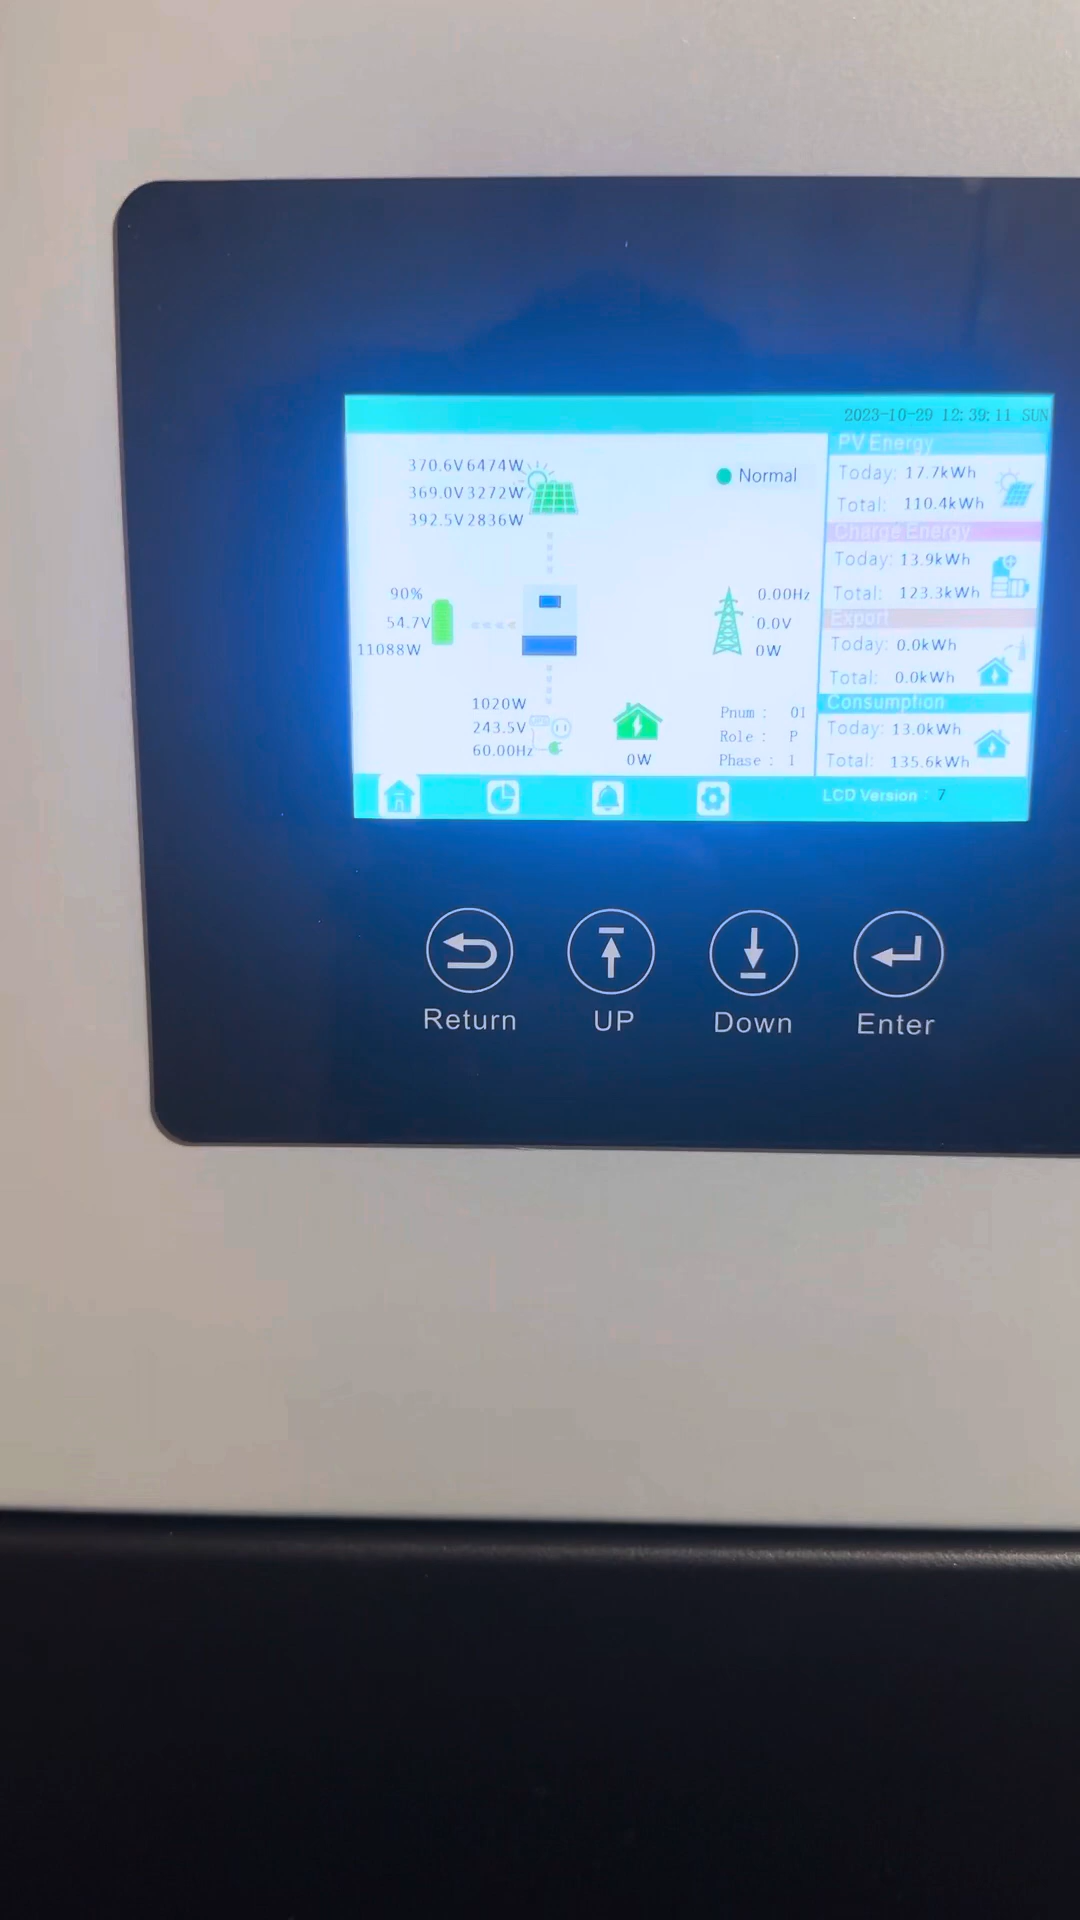 2023-10-29 12:39:11 SUN
370.6V 6474W
369.0V 3272W
392.5V 2836W
Normal
90%
54.7V
11088W
0.00Hz
0.0V
0W
1020W
243.5V
60.00Hz
0W
Pnum : 01
Role : P
Phase : 1
PV Energy
Today: 17.7kWh
Total: 110.4kWh
Charge Energy
Today: 13.9kWh
Total: 123.3kWh
Export
Today: 0.0kWh
Total: 0.0kWh
Consumption
Today: 13.0kWh
Total: 135.6kWh
LCD Version : 7
Return UP Down Enter